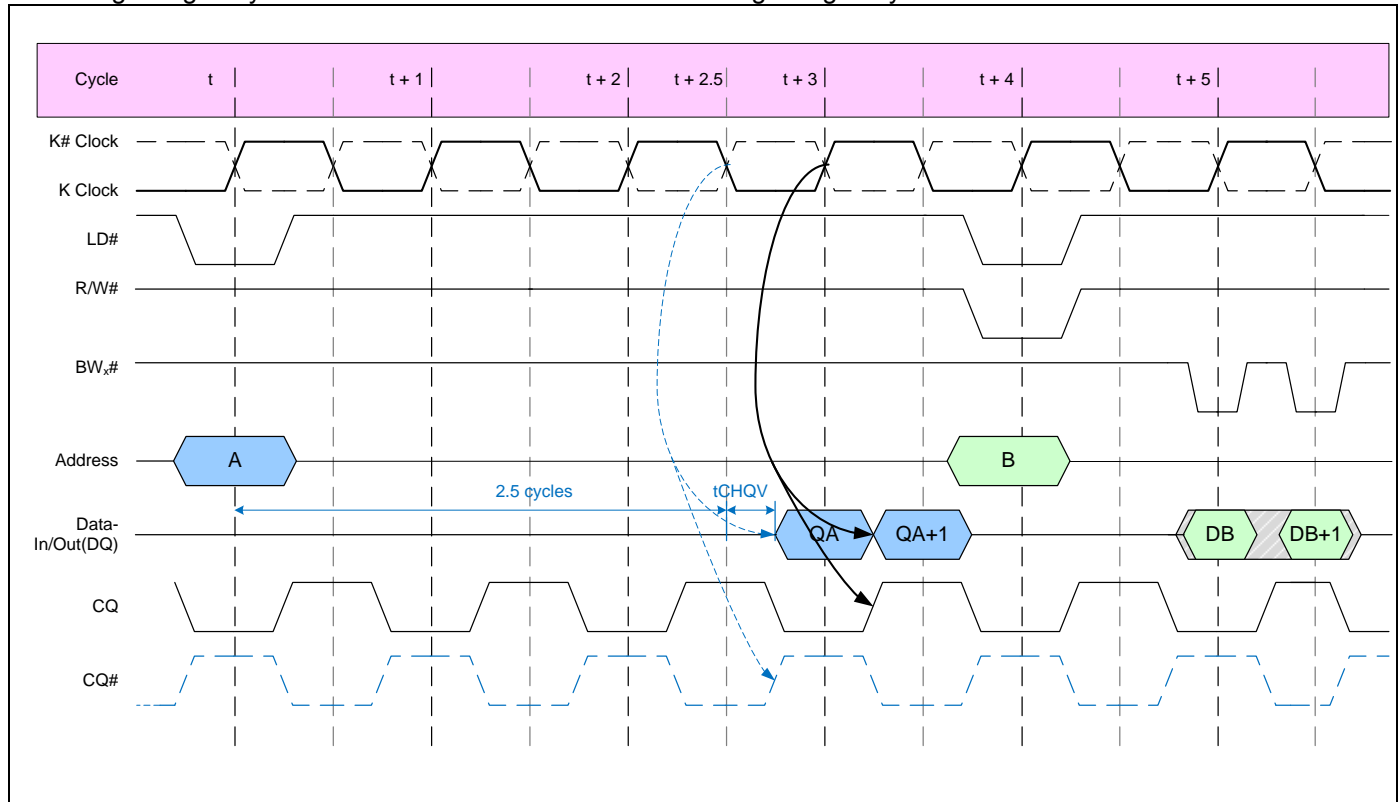 Cycle t t + 1 t + 2 t + 2.5 t + 3 t + 4 t + 5
K# Clock
K Clock
LD#
R/W#
BWx#
Address A B
2.5 cycles tCHQV
Data-
In/Out(DQ) QA QA+1 DB DB+1
CQ
CQ#